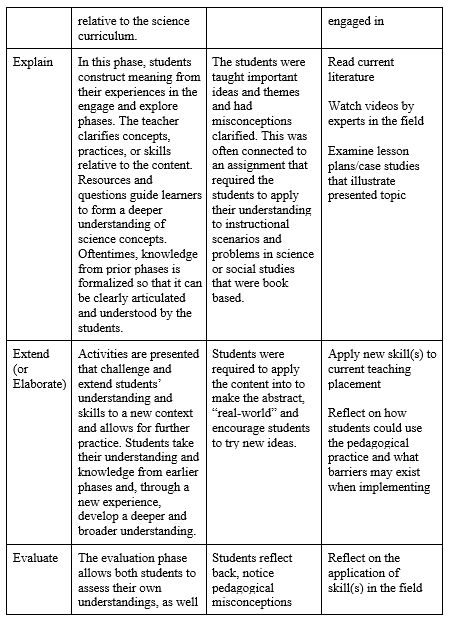 relative to the science
curriculum.
engaged in
Explain
In this phase, students
construct meaning from
their experiences in the
engage and explore
phases. The teacher
clarifies concepts,
practices, or skills
relative to the content.
Resources and
questions guide learners
to form a deeper
understanding of
science concepts.
Oftentimes, knowledge
from prior phases is
formalized so that it can
be clearly articulated
and understood by the
students.
The students were
taught important
ideas and themes
and had
misconceptions
clarified. This was
often connected to
an assignment that
required the
students to apply
their understanding
to instructional
scenarios and
problems in science
or social studies
that were book
based.
Read current
literature
Watch videos by
experts in the field
Examine lesson
plans/case studies
that illustrate
presented topic
Extend
(or
Elaborate)
Activities are presented
that challenge and
extend students’
understanding and
skills to a new context
and allows for further
practice. Students take
their understanding and
knowledge from earlier
phases and, through a
new experience,
develop a deeper and
broader understanding.
Students were
required to apply
the content into to
make the abstract,
“real-world” and
encourage students
to try new ideas.
Apply new skill(s) to
current teaching
placement
Reflect on how
students could use
the pedagogical
practice and what
barriers may exist
when implementing
Evaluate
The evaluation phase
allows both students to
assess their own
understandings, as well
Students reflect
back, notice
pedagogical
misconceptions
Reflect on the
application of
skill(s) in the field